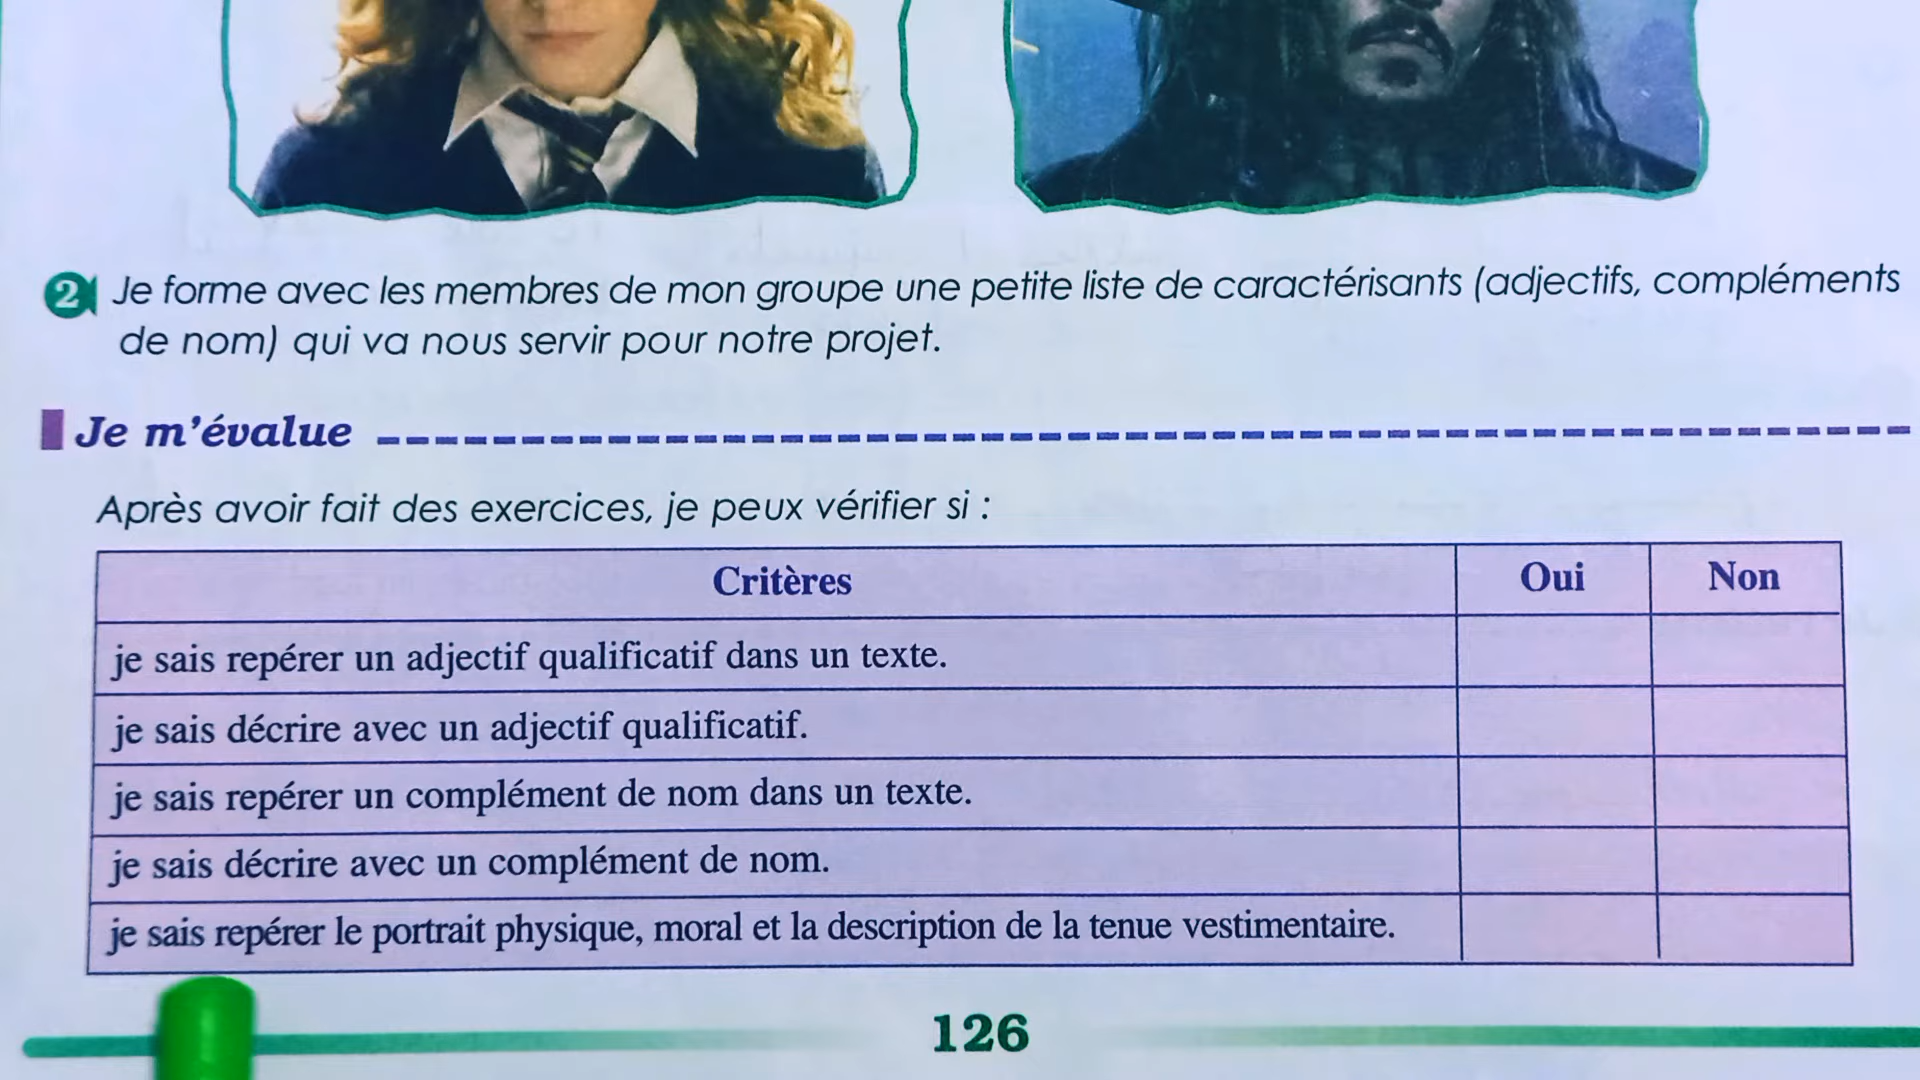 2 Je forme avec les membres de mon groupe une petite liste de caractérisants (adjectifs, compléments
de nom) qui va nous servir pour notre projet.
Je m'évalue
Après avoir fait des exercices, je peux vérifier si :
Critères Oui Non
je sais repérer un adjectif qualificatif dans un texte.
je sais décrire avec un adjectif qualificatif.
je sais repérer un complément de nom dans un texte.
je sais décrire avec un complément de nom.
je sais repérer le portrait physique, moral et la description de la tenue vestimentaire.
126